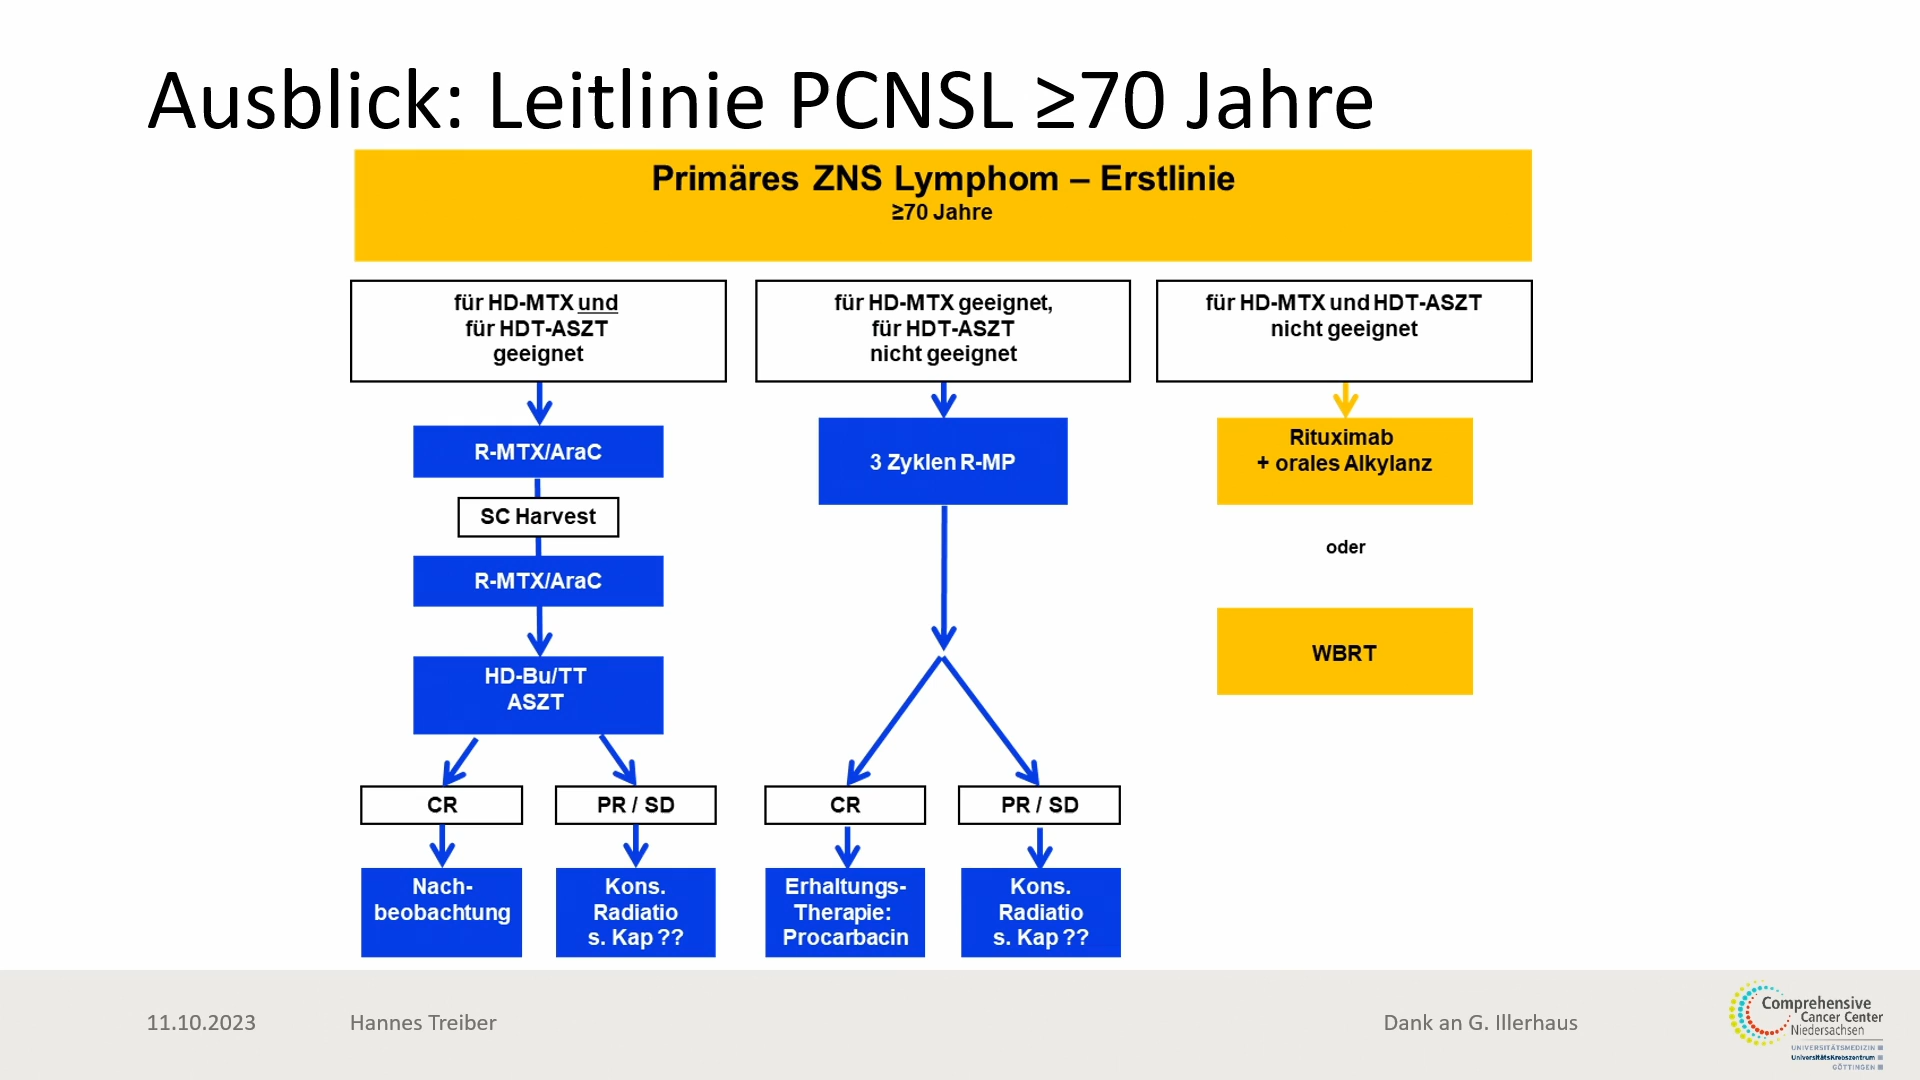 Ausblick: Leitlinie PCNSL ≥70 Jahre
Primäres ZNS Lymphom – Erstlinie
≥70 Jahre
für HD-MTX und
für HDT-ASZT
geeignet
für HD-MTX geeignet,
für HDT-ASZT
nicht geeignet
für HD-MTX und HDT-ASZT
nicht geeignet
R-MTX/AraC
SC Harvest
R-MTX/AraC
HD-Bu/TT
ASZT
CR
PR / SD
Nach-
beobachtung
Kons.
Radiatio
s. Kap ??
3 Zyklen R-MP
CR
PR / SD
Erhaltungs-
Therapie:
Procarbacin
Kons.
Radiatio
s. Kap ??
Rituximab
+ orales Alkylanz
oder
WBRT
11.10.2023
Hannes Treiber
Dank an G. Illerhaus
Comprehensive
Cancer Center
Niedersachsen
UNIVERSITÄTSMEDIZIN
UniversitätsKrebszentrum
GÖTTINGEN